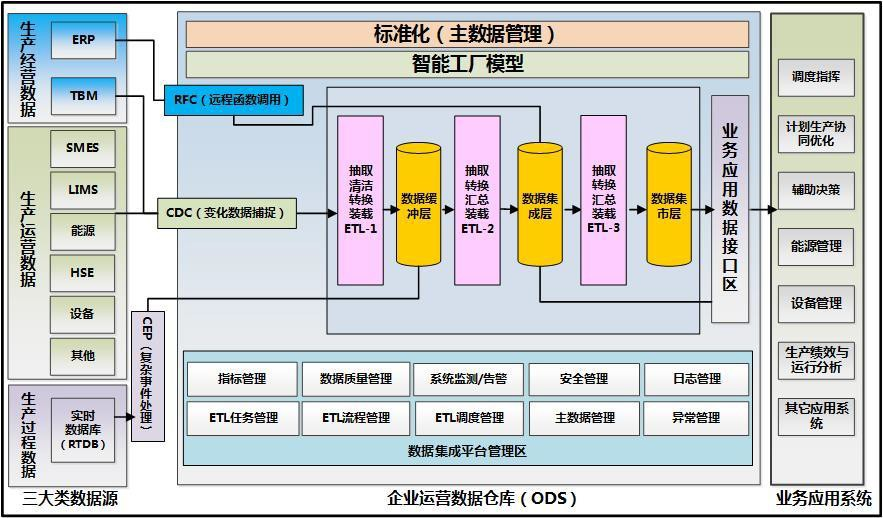 生产经营数据
ERP
TBM
生产运营数据
SMES
LIMS
能源
HSE
设备
其他
生产过程数据
实时
数据库
(RTDB)
三大类数据源
标准化（主数据管理）
智能工厂模型
RFC（远程函数调用）
CDC（变化数据捕捉）
CEP（复杂事件处理）
抽取
清洁
转换
装载
ETL-1
数据缓
冲层
抽取
转换
汇总
装载
ETL-2
数据集
成层
抽取
转换
汇总
装载
ETL-3
数据集
市层
业务应用数据接口区
指标管理
数据质量管理
系统监测/告警
安全管理
日志管理
ETL任务管理
ETL流程管理
ETL调度管理
主数据管理
异常管理
数据集成平台管理区
企业运营数据仓库（ODS）
调度指挥
计划生产协
同优化
辅助决策
能源管理
设备管理
生产绩效与
运行分析
其它应用系
统
业务应用系统